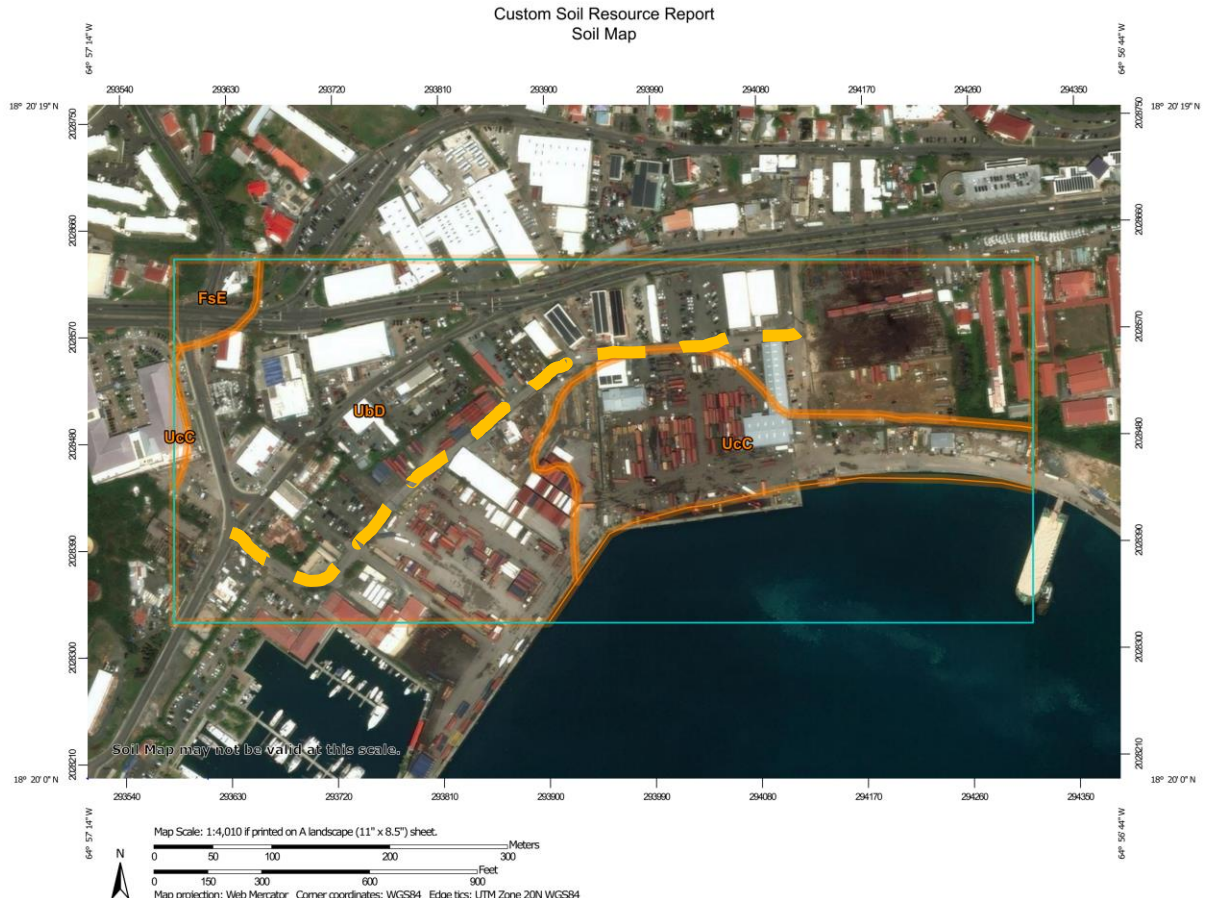 Custom Soil Resource Report
Soil Map
64° 57' 14" W
64° 56' 44" W
293540 293630 293720 293810 293900 293990 294080 294170 294260 294350
18° 20' 19" N
18° 20' 19" N
2028750
2028750
2028660
2028660
FsE
2028570
2028570
UbD
UcC
UcC
2028480
2028480
2028390
2028390
2028300
2028300
2028210
2028210
Soil Map may not be valid at this scale.
18° 20' 0" N
18° 20' 0" N
293540 293630 293720 293810 293900 293990 294080 294170 294260 294350
64° 57' 14" W
64° 56' 44" W
Map Scale: 1:4,010 if printed on A landscape (11" x 8.5") sheet.
Meters
0 50 100 200 300
Feet
0 150 300 600 900
N
Map projection: Web Mercator Corner coordinates: WGS84 Edge tics: UTM Zone 20N WGS84